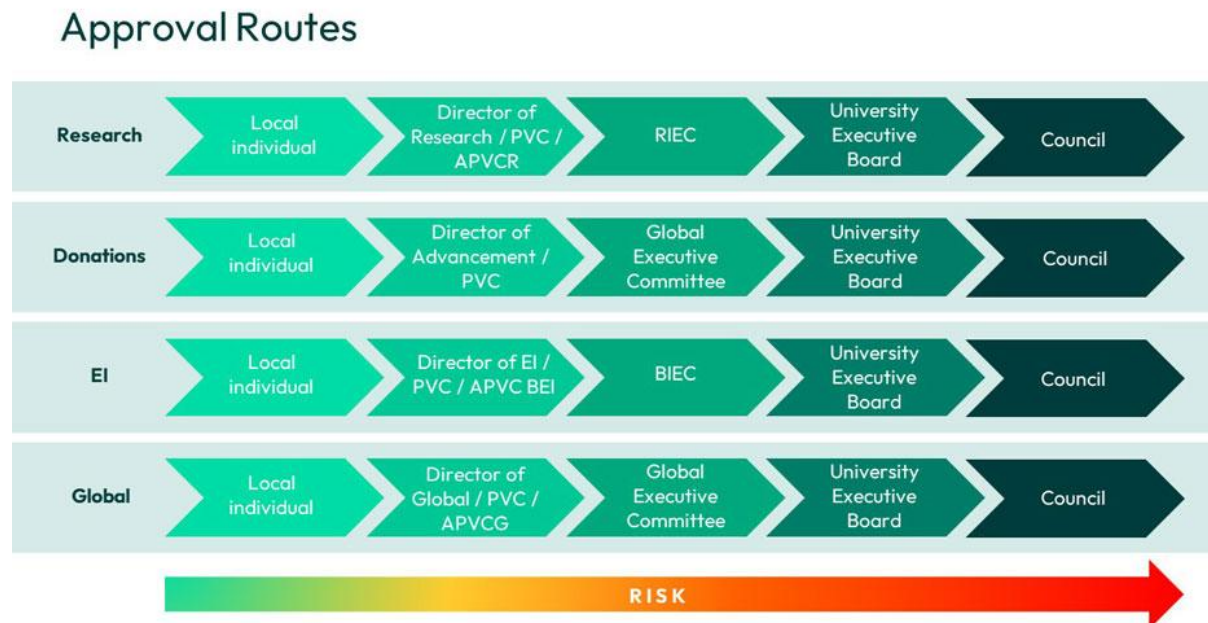 Approval Routes
Research
Local
individual
Director of
Research / PVC /
APVCR
RIEC
University
Executive
Board
Council
Donations
Local
individual
Director of
Advancement /
PVC
Global
Executive
Committee
University
Executive
Board
Council
EI
Local
individual
Director of EI /
PVC / APVC BEI
BIEC
University
Executive
Board
Council
Global
Local
individual
Director of
Global / PVC /
APVCG
Global
Executive
Committee
University
Executive
Board
Council
RISK